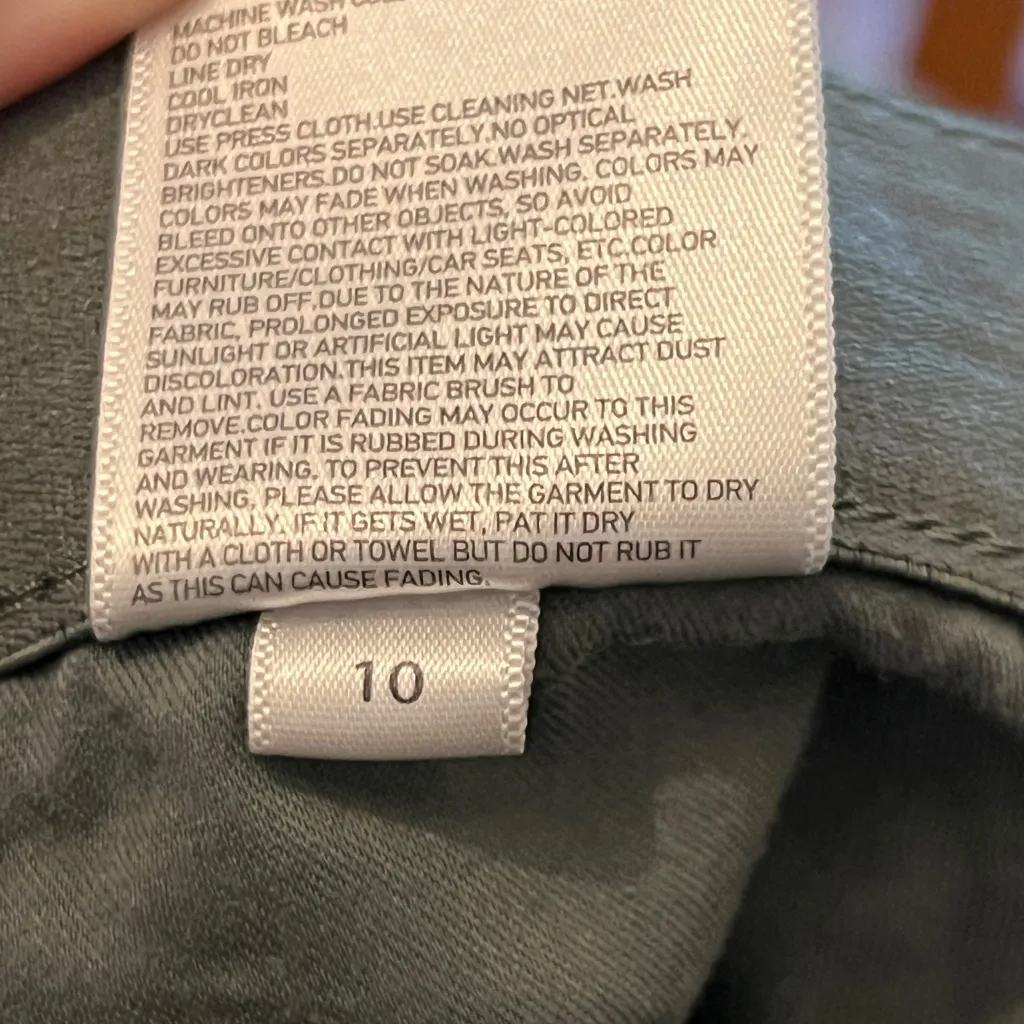 MACHINE WASH
DO NOT BLEACH
LINE DRY
COOL IRON
DRYCLEAN
USE PRESS CLOTH.USE CLEANING NET.WASH
DARK COLORS SEPARATELY.NO OPTICAL
BRIGHTENERS.DO NOT SOAK.WASH SEPARATELY.
COLORS MAY FADE WHEN WASHING. COLORS MAY
BLEED ONTO OTHER OBJECTS, SO AVOID
EXCESSIVE CONTACT WITH LIGHT-COLORED
FURNITURE/CLOTHING/CAR SEATS, ETC.COLOR
MAY RUB OFF.DUE TO THE NATURE OF THE
FABRIC, PROLONGED EXPOSURE TO DIRECT
SUNLIGHT OR ARTIFICIAL LIGHT MAY CAUSE
DISCOLORATION.THIS ITEM MAY ATTRACT DUST
AND LINT. USE A FABRIC BRUSH TO
REMOVE.COLOR FADING MAY OCCUR TO THIS
GARMENT IF IT IS RUBBED DURING WASHING
AND WEARING. TO PREVENT THIS AFTER
WASHING, PLEASE ALLOW THE GARMENT TO DRY
NATURALLY. IF IT GETS WET, PAT IT DRY
WITH A CLOTH OR TOWEL BUT DO NOT RUB IT
AS THIS CAN CAUSE FADING.
10